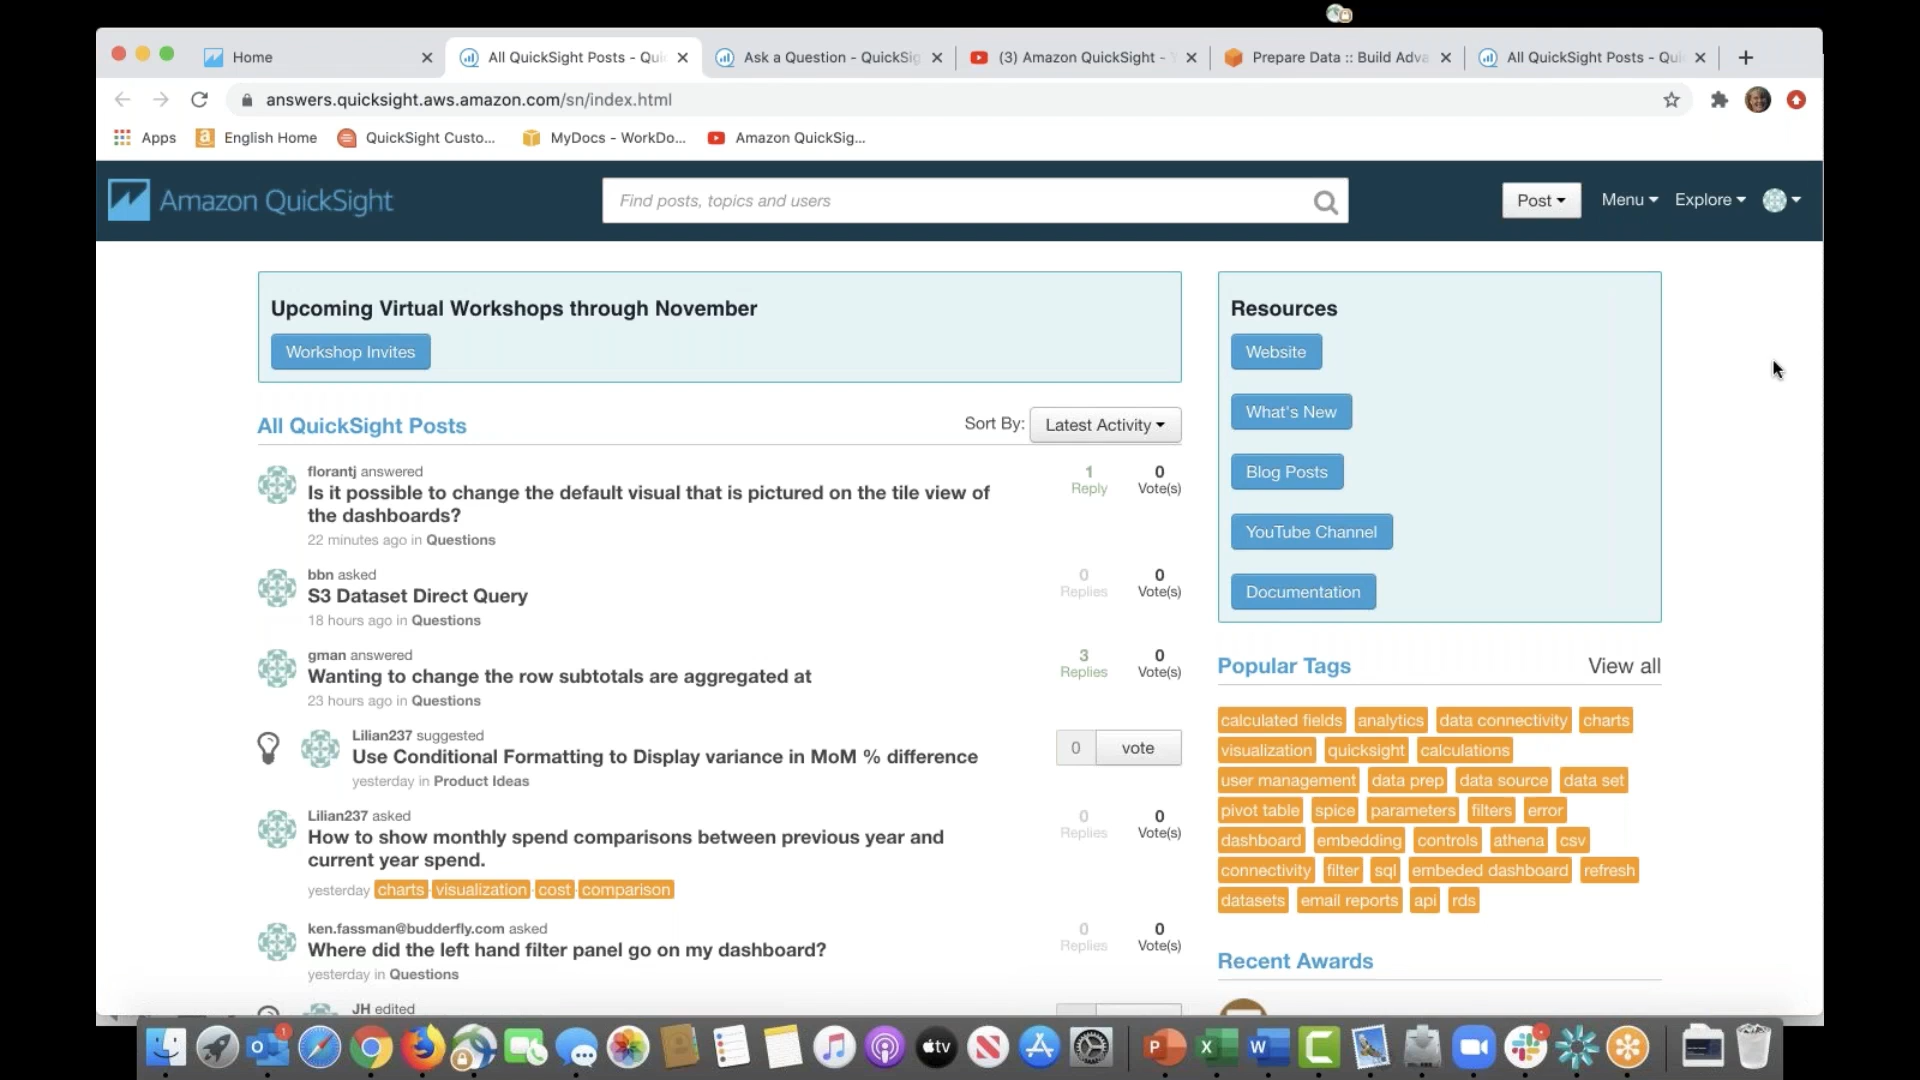 Home
All QuickSight Posts - Qui
Ask a Question - QuickSig
(3) Amazon QuickSight -
Prepare Data :: Build Adva
All QuickSight Posts - Qui
answers.quicksight.aws.amazon.com/sn/index.html
Apps
English Home
QuickSight Custo...
MyDocs - WorkDo...
Amazon QuickSig...
Amazon QuickSight
Find posts, topics and users
Post
Menu
Explore
Upcoming Virtual Workshops through November
Workshop Invites
All QuickSight Posts
Sort By:
Latest Activity
florantj answered
Is it possible to change the default visual that is pictured on the tile view of
the dashboards?
22 minutes ago in Questions
1
Reply
0
Vote(s)
bbn asked
S3 Dataset Direct Query
18 hours ago in Questions
0
Replies
0
Vote(s)
gman answered
Wanting to change the row subtotals are aggregated at
23 hours ago in Questions
3
Replies
0
Vote(s)
Lilian237 suggested
Use Conditional Formatting to Display variance in MoM % difference
yesterday in Product Ideas
0
vote
Lilian237 asked
How to show monthly spend comparisons between previous year and
current year spend.
yesterday charts visualization cost comparison
0
Replies
0
Vote(s)
ken.fassman@budderfly.com asked
Where did the left hand filter panel go on my dashboard?
yesterday in Questions
0
Replies
0
Vote(s)
JH edited
Resources
Website
What's New
Blog Posts
YouTube Channel
Documentation
Popular Tags
View all
calculated fields analytics data connectivity charts
visualization quicksight calculations
user management data prep data source data set
pivot table spice parameters filters error
dashboard embedding controls athena csv
connectivity filter sql embeded dashboard refresh
datasets email reports api rds
Recent Awards
1
tv